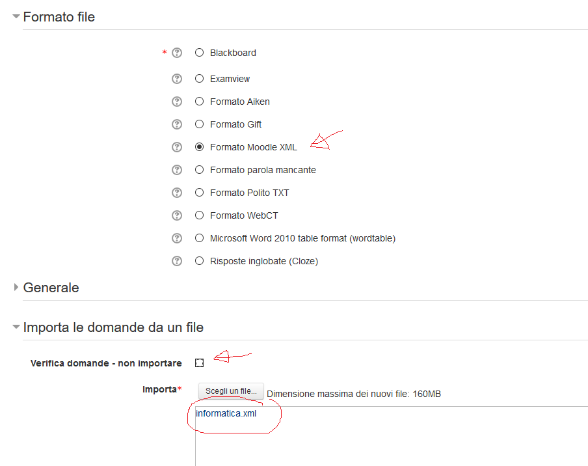 Formato file
* Blackboard
Examview
Formato Aiken
Formato Gift
Formato Moodle XML
Formato parola mancante
Formato Polito TXT
Formato WebCT
Microsoft Word 2010 table format (wordtable)
Risposte inglobate (Cloze)
Generale
Importa le domande da un file
Verifica domande - non importare
Importa* Scegli un file... Dimensione massima dei nuovi file: 160MB
informatica.xml